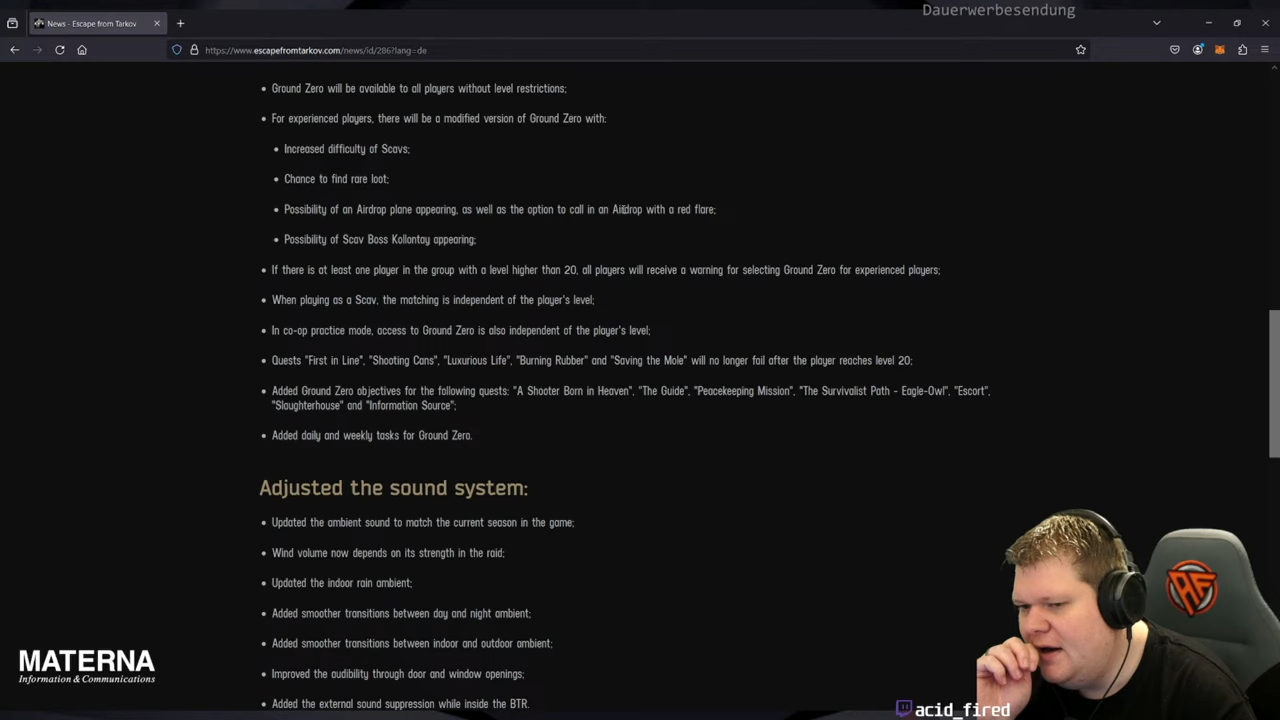 Dauerwerbesendung
News - Escape from Tarkov
https://www.escapefromtarkov.com/news/id/286?lang=de
• Ground Zero will be available to all players without level restrictions;
• For experienced players, there will be a modified version of Ground Zero with:
• Increased difficulty of Scavs;
• Chance to find rare loot;
• Possibility of an Airdrop plane appearing, as well as the option to call in an Airdrop with a red flare;
• Possibility of Scav Boss Kollontay appearing;
• If there is at least one player in the group with a level higher than 20, all players will receive a warning for selecting Ground Zero for experienced players;
• When playing as a Scav, the matching is independent of the player's level;
• In co-op practice mode, access to Ground Zero is also independent of the player's level;
• Quests "First in Line", "Shooting Cans", "Luxurious Life", "Burning Rubber" and "Saving the Mole" will no longer fail after the player reaches level 20;
• Added Ground Zero objectives for the following quests: "A Shooter Born in Heaven", "The Guide", "Peacekeeping Mission", "The Survivalist Path - Eagle-Owl", "Escort",
"Slaughterhouse" and "Information Source";
• Added daily and weekly tasks for Ground Zero.
Adjusted the sound system:
• Updated the ambient sound to match the current season in the game;
• Wind volume now depends on its strength in the raid;
• Updated the indoor rain ambient;
• Added smoother transitions between day and night ambient;
• Added smoother transitions between indoor and outdoor ambient;
• Improved the audibility through door and window openings;
• Added the external sound suppression while inside the BTR.
MATERNA
Information & Communications
AF
acid_fired